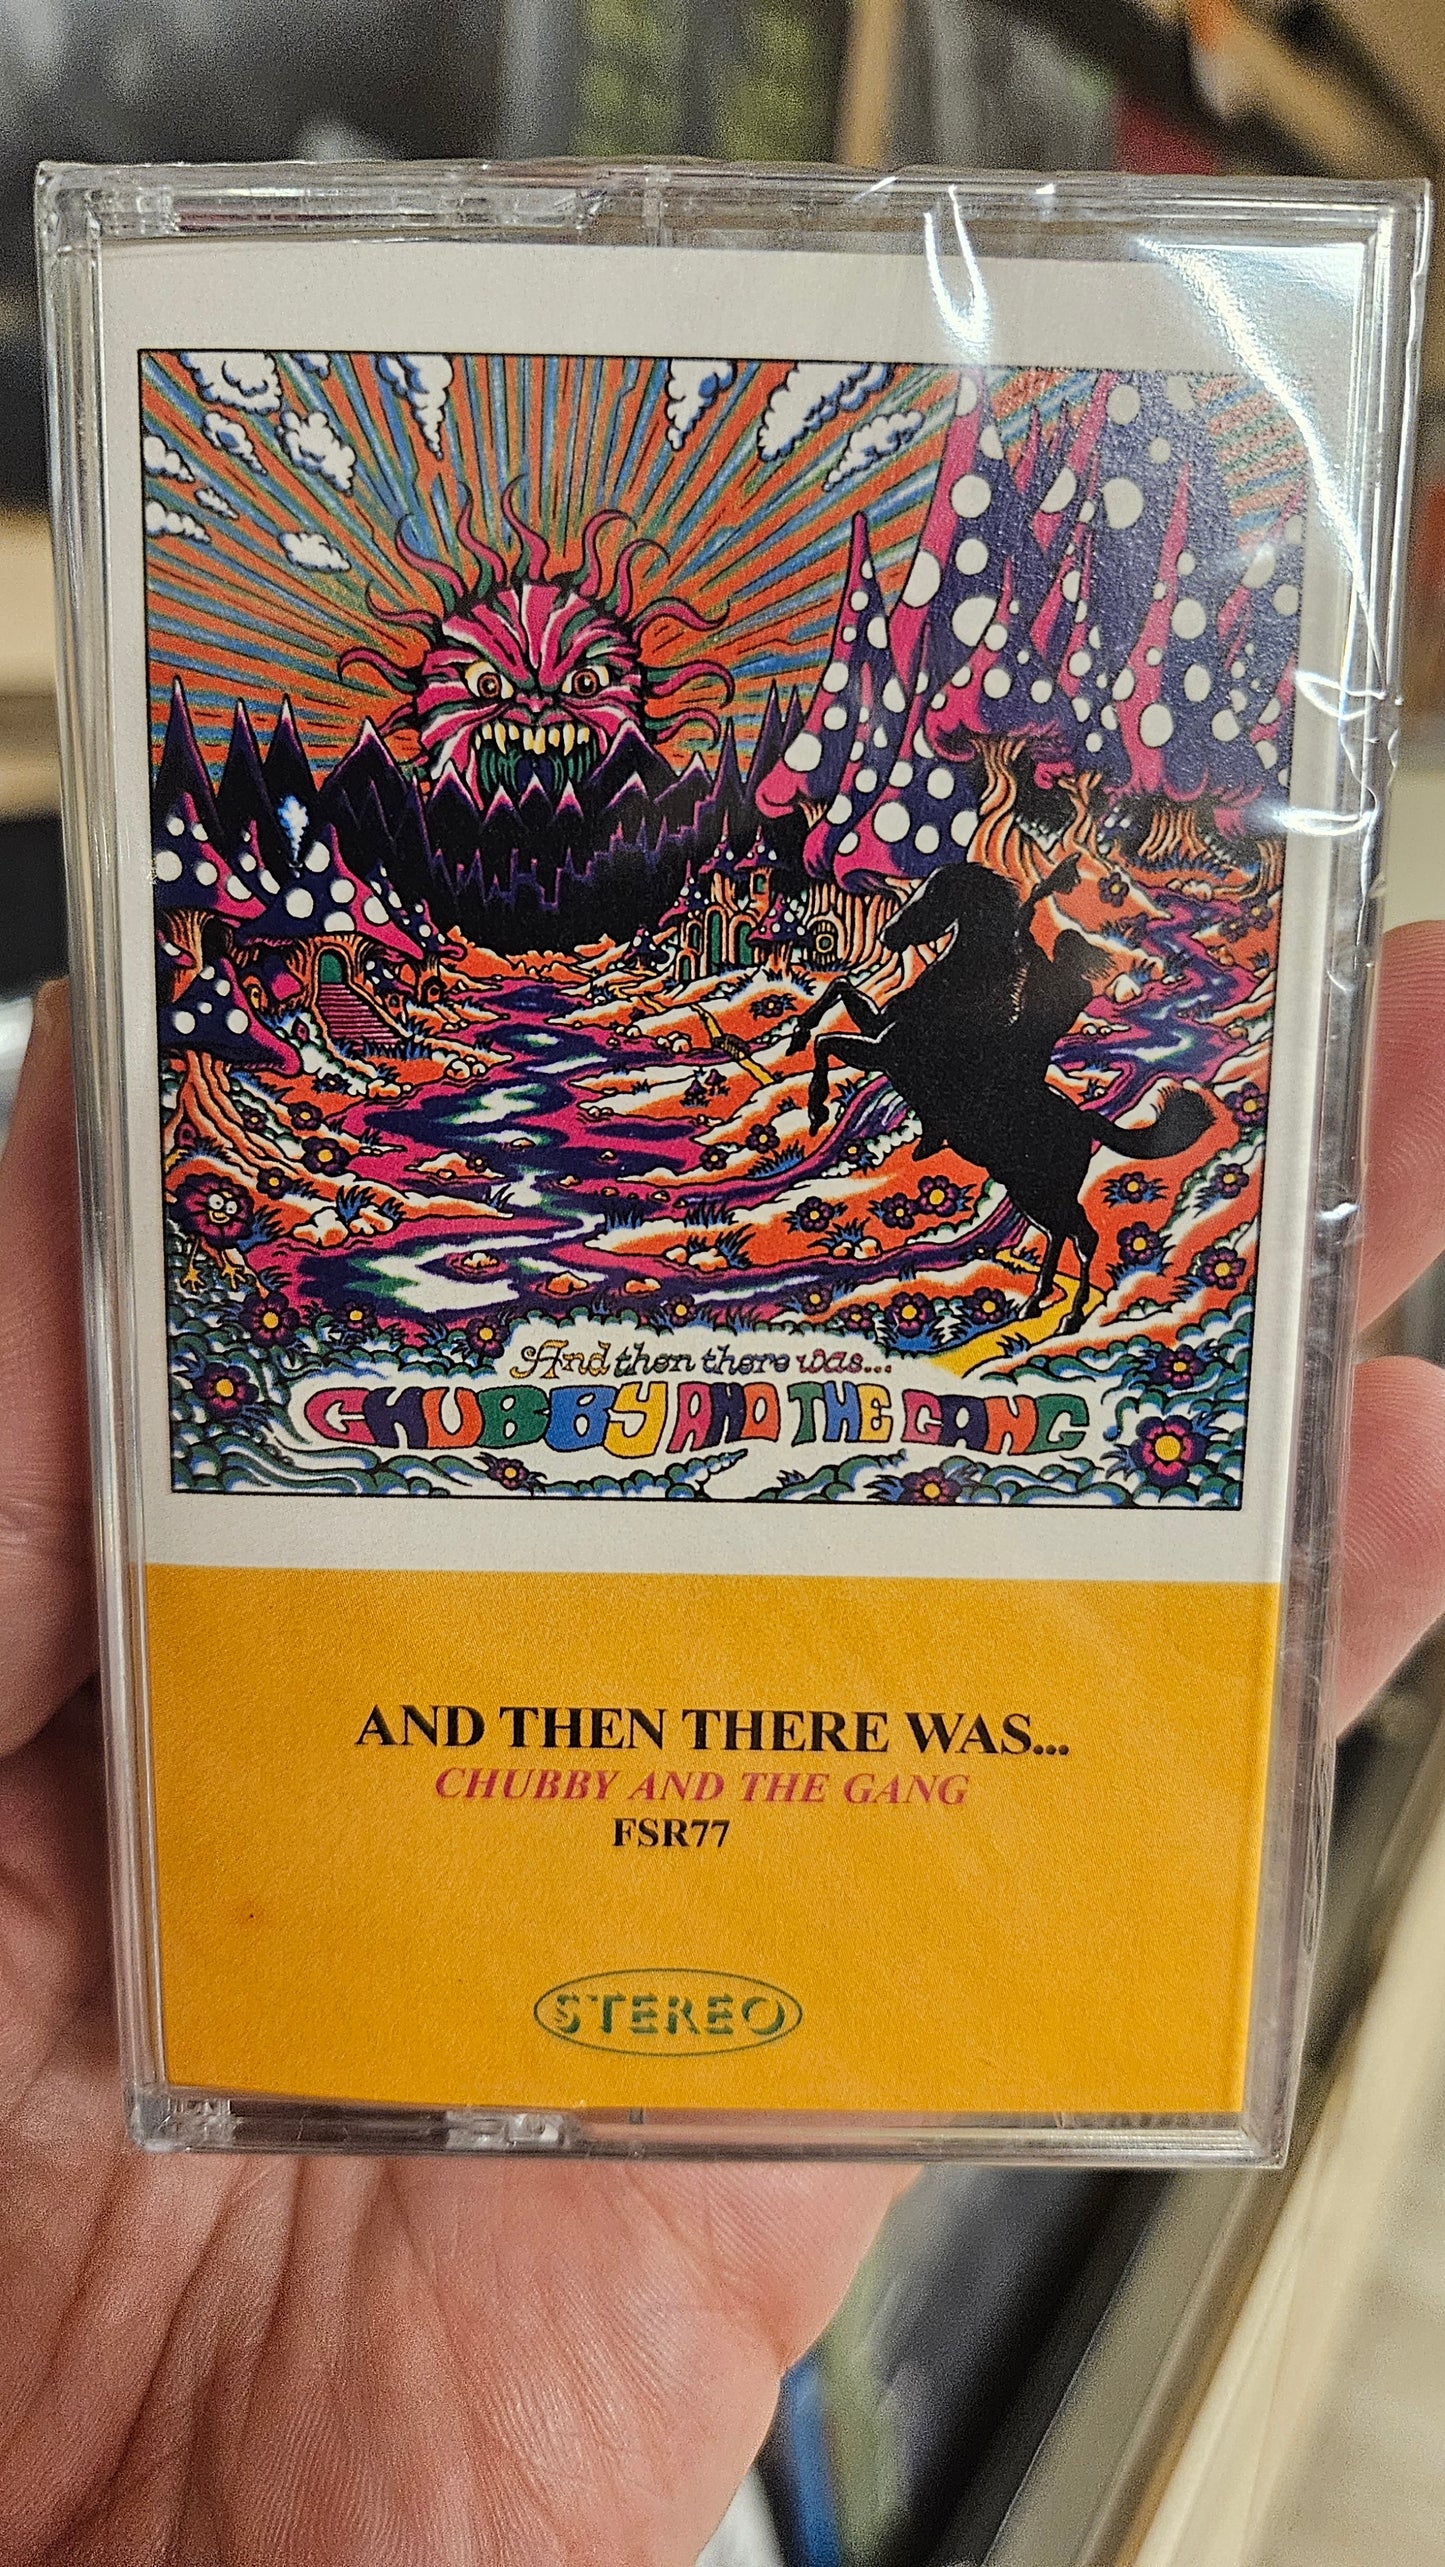 And then there was...
CHUBBY AND THE GANG
AND THEN THERE WAS...
CHUBBY AND THE GANG
FSR77
STEREO